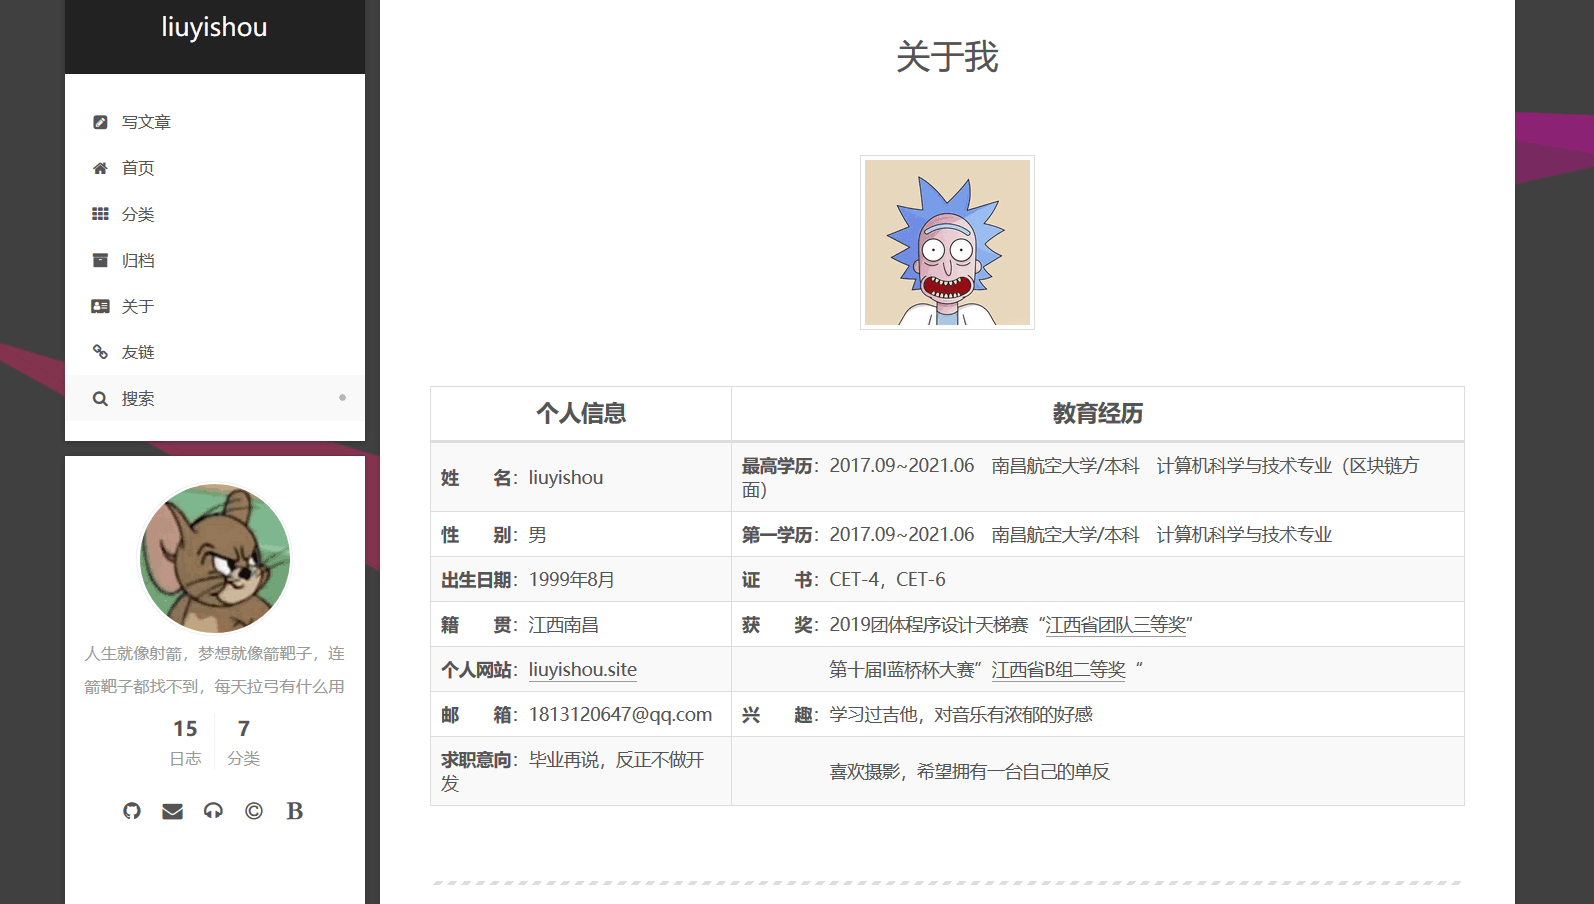 liuyishou
写文章
首页
分类
归档
关于
友链
搜索
人生就像射箭，梦想就像箭靶子，连
箭靶子都找不到，每天拉弓有什么用
15 7
日志 分类
关于我
个人信息 教育经历
姓 名：liuyishou 最高学历：2017.09~2021.06 南昌航空大学/本科 计算机科学与技术专业（区块链方
面）
性 别：男 第一学历：2017.09~2021.06 南昌航空大学/本科 计算机科学与技术专业
出生日期：1999年8月 证 书：CET-4，CET-6
籍 贯：江西南昌 获 奖：2019团体程序设计天梯赛“江西省团队三等奖”
个人网站：liuyishou.site 第十届l蓝桥杯大赛”江西省B组二等奖“
邮 箱：1813120647@qq.com 兴 趣：学习过吉他，对音乐有浓郁的好感
求职意向：毕业再说，反正不做开
发 喜欢摄影，希望拥有一台自己的单反